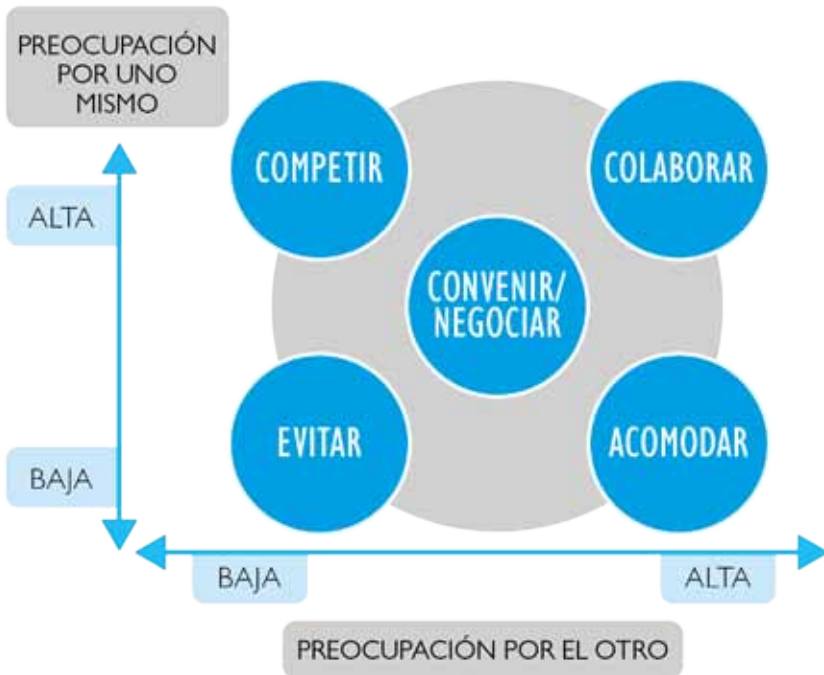 PREOCUPACIÓN
POR UNO
MISMO
COMPETIR
COLABORAR
ALTA
CONVENIR/
NEGOCIAR
EVITAR
ACOMODAR
BAJA
BAJA
ALTA
PREOCUPACIÓN POR EL OTRO